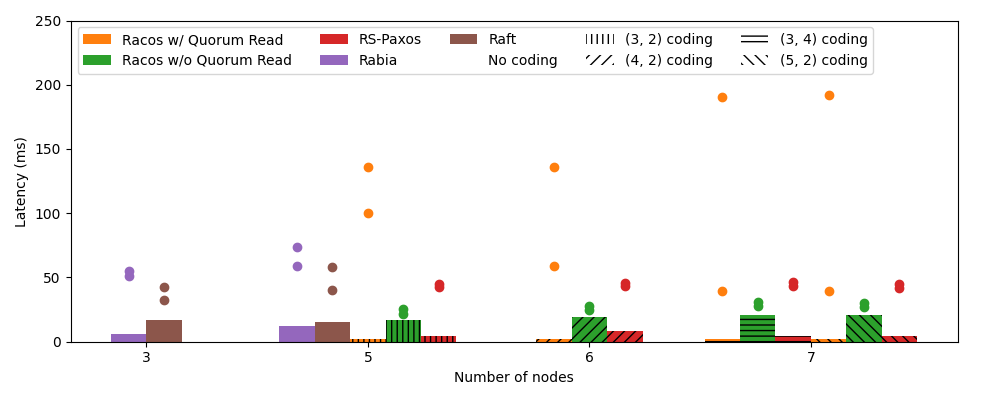 250
200
150
100
50
0
Latency (ms)
Racos w/ Quorum Read
Racos w/o Quorum Read
RS-Paxos
Rabia
Raft
No coding
(3, 2) coding
(4, 2) coding
(3, 4) coding
(5, 2) coding
3 5 6 7
Number of nodes